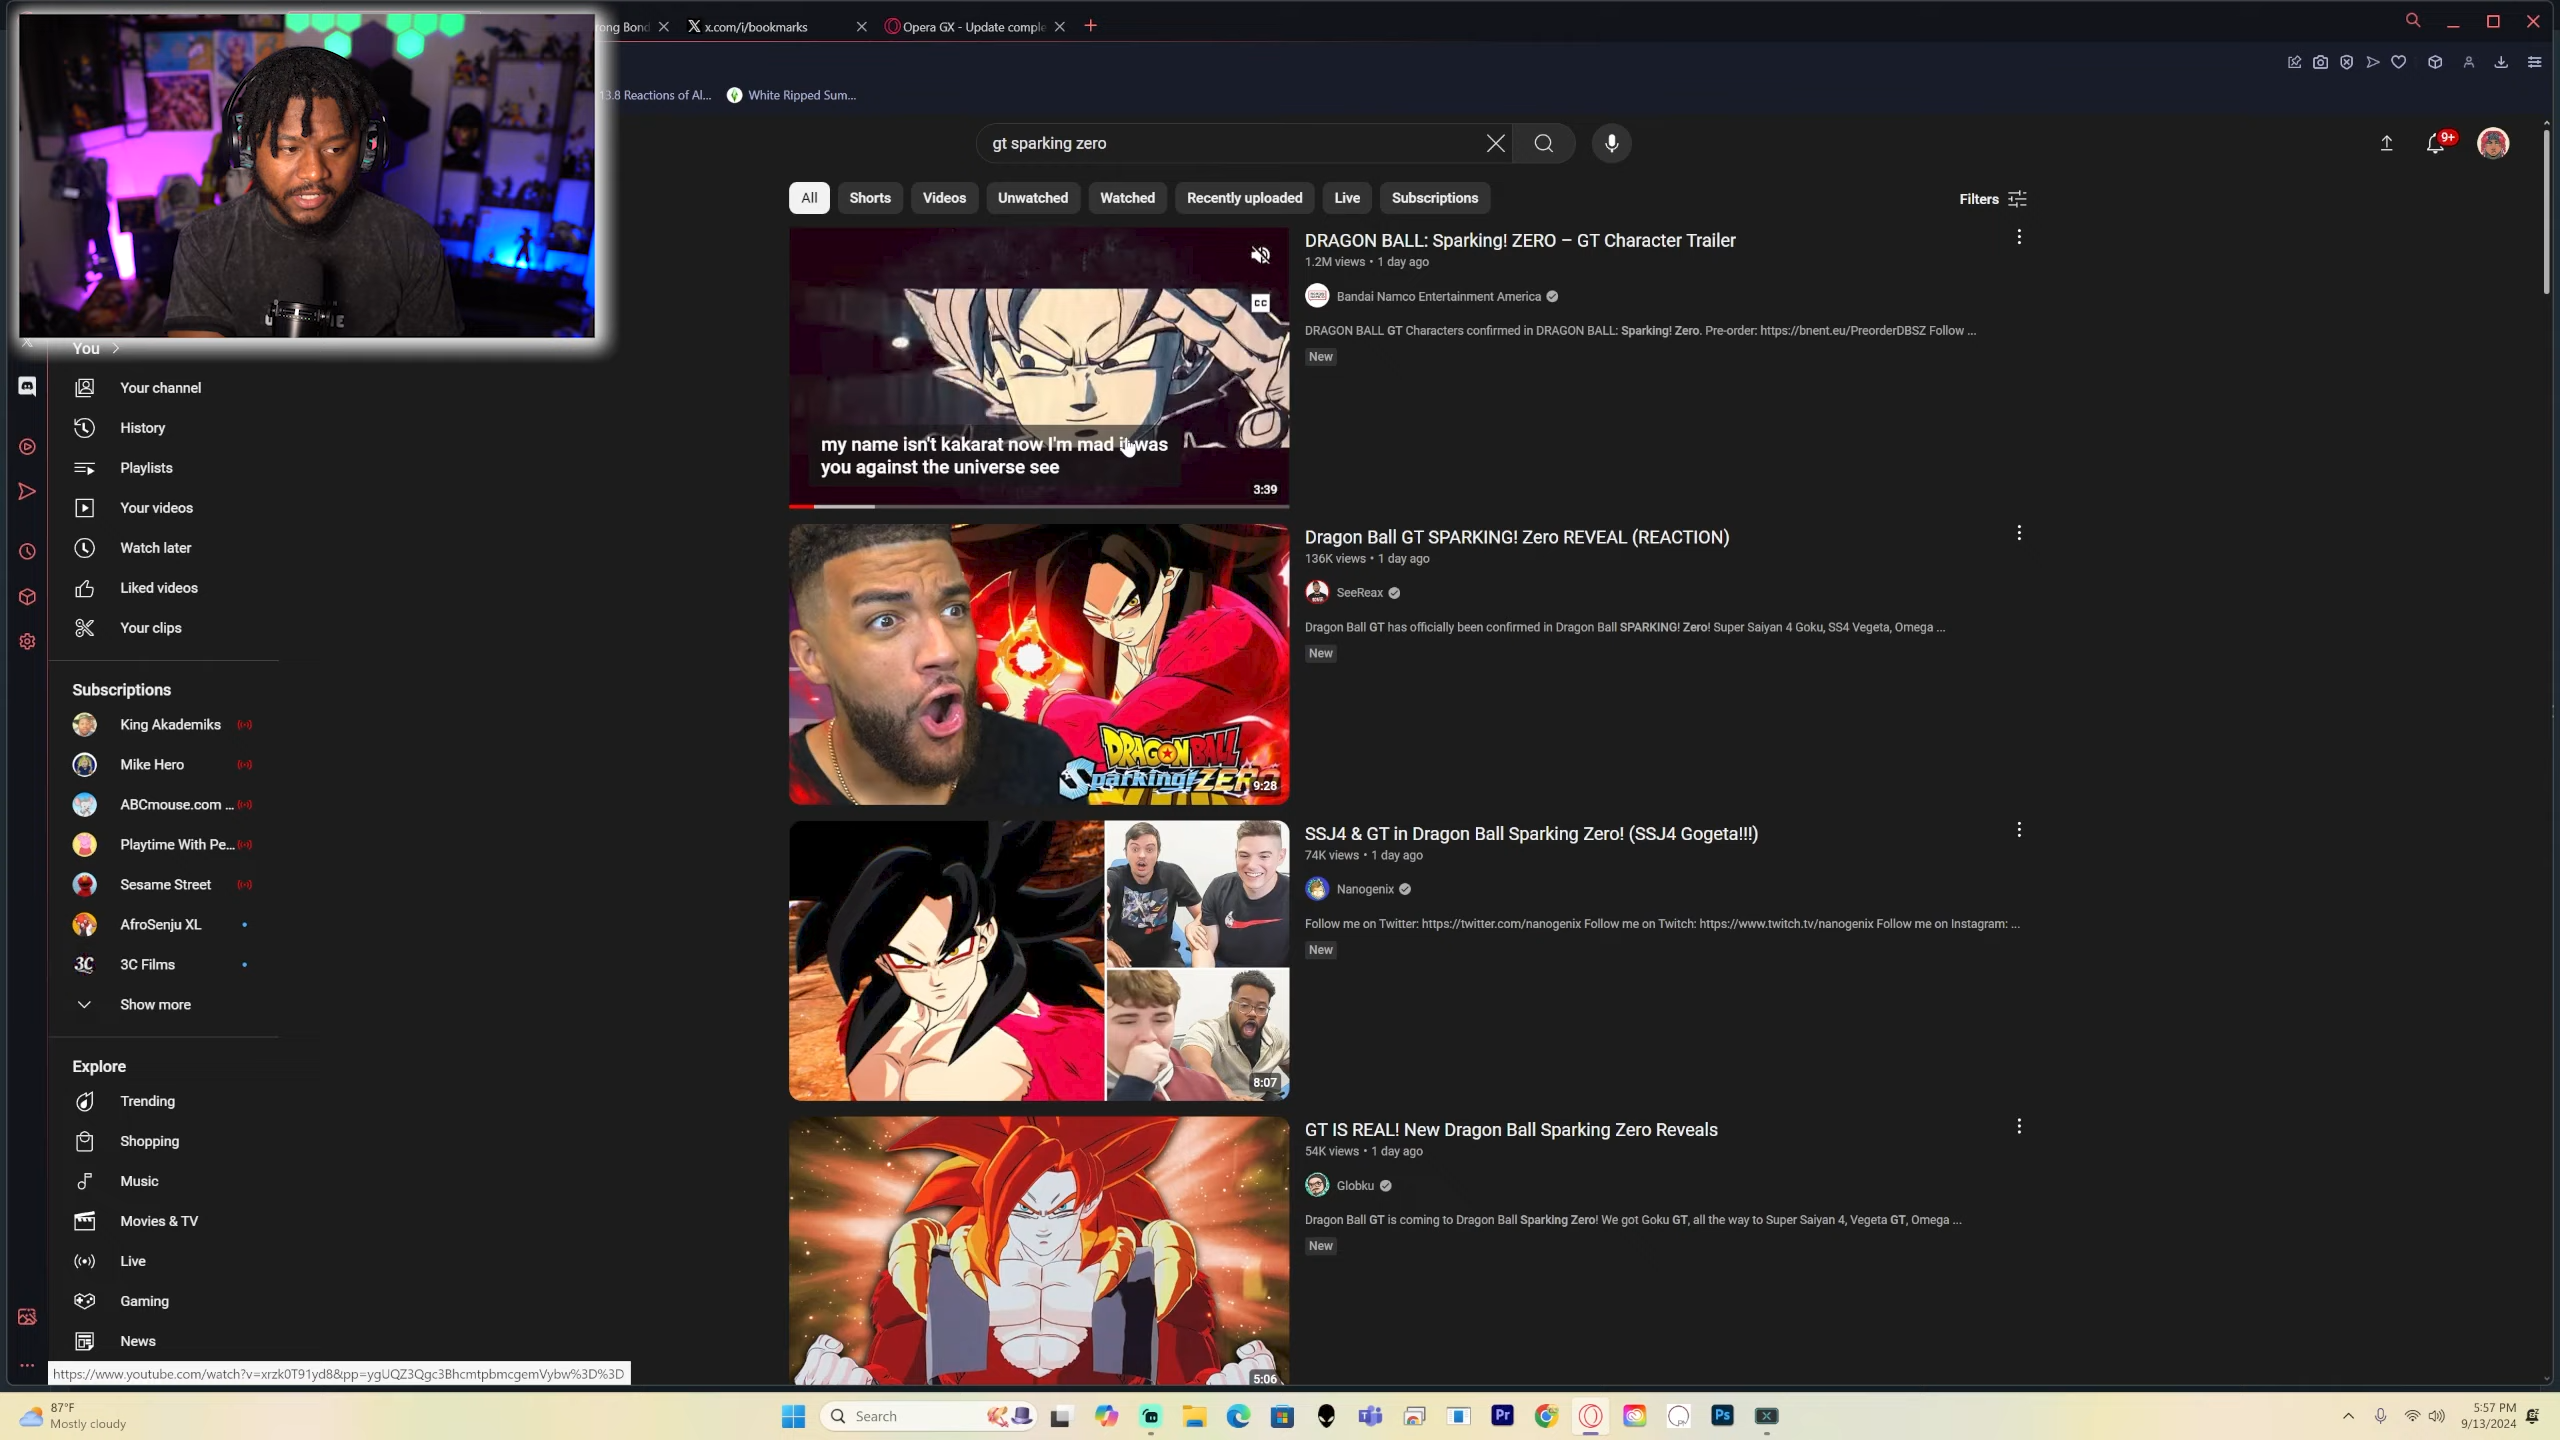 rong Bond
x.com/i/bookmarks
Opera GX - Update comple
13.8 Reactions of Al...
White Ripped Sum...
gt sparking zero
9+
All
Shorts
Videos
Unwatched
Watched
Recently uploaded
Live
Subscriptions
Filters
You
Your channel
History
Playlists
Your videos
Watch later
Liked videos
Your clips
Subscriptions
King Akademiks
Mike Hero
ABCmouse.com ...
Playtime With Pe...
Sesame Street
AfroSenju XL
3C
3C Films
Show more
Explore
Trending
Shopping
Music
Movies & TV
Live
Gaming
News
CC
my name isn't kakarat now I'm mad it was
you against the universe see
3:39
DRAGON BALL: Sparking! ZERO – GT Character Trailer
1.2M views • 1 day ago
Bandai Namco Entertainment America
DRAGON BALL GT Characters confirmed in DRAGON BALL: Sparking! Zero. Pre-order: https://bnent.eu/PreorderDBSZ Follow ...
New
DRAGON BALL
Sparking! ZERO
9:28
Dragon Ball GT SPARKING! Zero REVEAL (REACTION)
136K views • 1 day ago
SeeReax
Dragon Ball GT has officially been confirmed in Dragon Ball SPARKING! Zero! Super Saiyan 4 Goku, SS4 Vegeta, Omega ...
New
8:07
SSJ4 & GT in Dragon Ball Sparking Zero! (SSJ4 Gogeta!!!)
74K views • 1 day ago
Nanogenix
Follow me on Twitter: https://twitter.com/nanogenix Follow me on Twitch: https://www.twitch.tv/nanogenix Follow me on Instagram: ...
New
5:06
GT IS REAL! New Dragon Ball Sparking Zero Reveals
54K views • 1 day ago
Globku
Dragon Ball GT is coming to Dragon Ball Sparking Zero! We got Goku GT, all the way to Super Saiyan 4, Vegeta GT, Omega ...
New
https://www.youtube.com/watch?v=xrzk0T91yd8&pp=ygUQZ3Qgc3BhcmtpbmcgemVybw%3D%3D
87°F
Mostly cloudy
Search
Pr
Ps
5:57 PM
9/13/2024